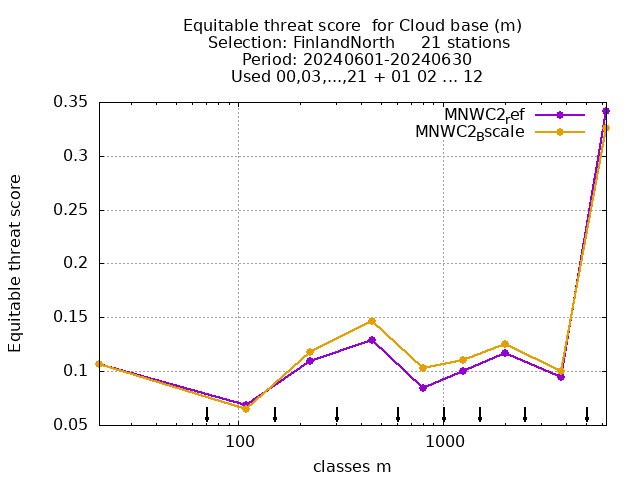 Equitable threat score  for Cloud base (m)
Selection: FinlandNorth     21 stations
Period: 20240601-20240630
Used 00,03,...,21 + 01 02 ... 12
MNWC2ref
MNWC2Bscale
0.35
0.3
0.25
0.2
0.15
0.1
0.05
Equitable threat score
100
1000
classes m